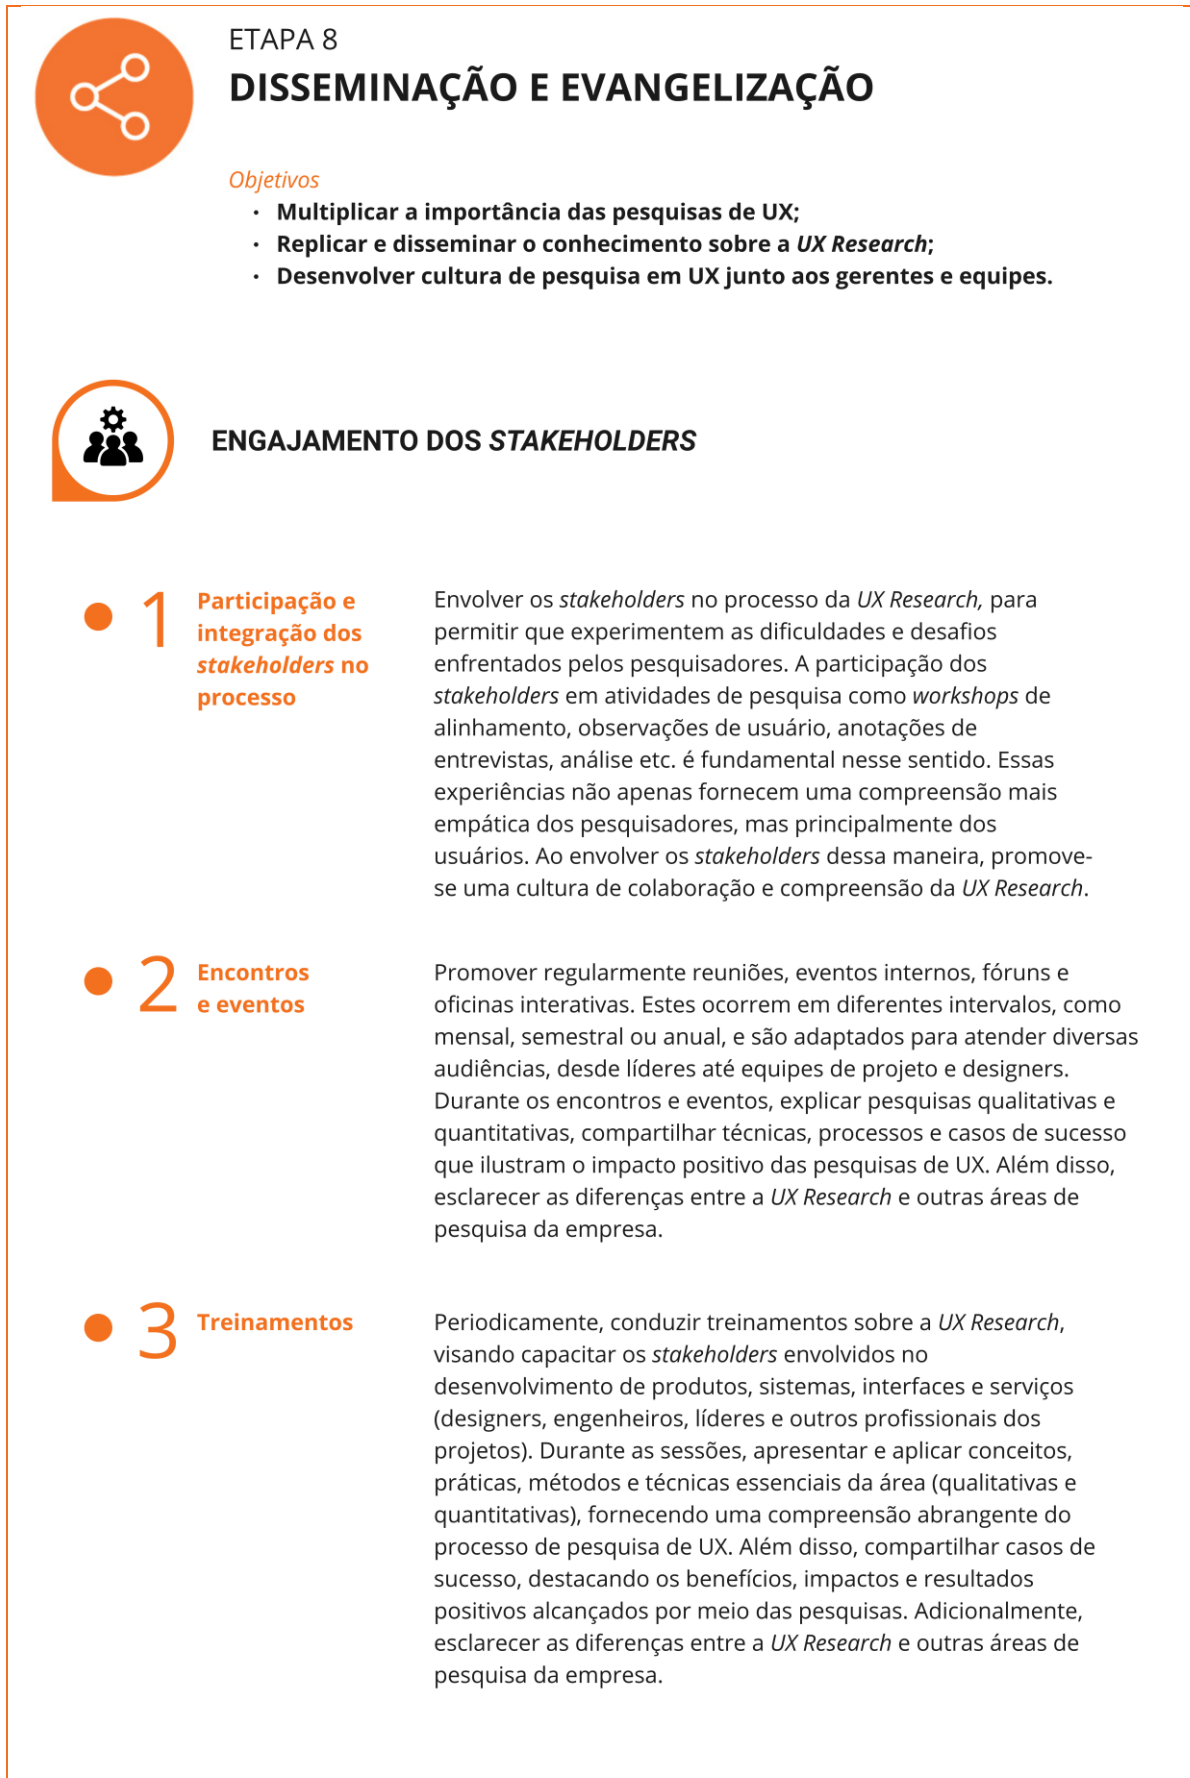 ETAPA 8
DISSEMINAÇÃO E EVANGELIZAÇÃO
Objetivos
• Multiplicar a importância das pesquisas de UX;
• Replicar e disseminar o conhecimento sobre a UX Research;
• Desenvolver cultura de pesquisa em UX junto aos gerentes e equipes.
ENGAJAMENTO DOS STAKEHOLDERS
1
Participação e
integração dos
stakeholders no
processo
Envolver os stakeholders no processo da UX Research, para
permitir que experimentem as dificuldades e desafios
enfrentados pelos pesquisadores. A participação dos
stakeholders em atividades de pesquisa como workshops de
alinhamento, observações de usuário, anotações de
entrevistas, análise etc. é fundamental nesse sentido. Essas
experiências não apenas fornecem uma compreensão mais
empática dos pesquisadores, mas principalmente dos
usuários. Ao envolver os stakeholders dessa maneira, promove-
se uma cultura de colaboração e compreensão da UX Research.
2
Encontros
e eventos
Promover regularmente reuniões, eventos internos, fóruns e
oficinas interativas. Estes ocorrem em diferentes intervalos, como
mensal, semestral ou anual, e são adaptados para atender diversas
audiências, desde líderes até equipes de projeto e designers.
Durante os encontros e eventos, explicar pesquisas qualitativas e
quantitativas, compartilhar técnicas, processos e casos de sucesso
que ilustram o impacto positivo das pesquisas de UX. Além disso,
esclarecer as diferenças entre a UX Research e outras áreas de
pesquisa da empresa.
3
Treinamentos
Periodicamente, conduzir treinamentos sobre a UX Research,
visando capacitar os stakeholders envolvidos no
desenvolvimento de produtos, sistemas, interfaces e serviços
(designers, engenheiros, líderes e outros profissionais dos
projetos). Durante as sessões, apresentar e aplicar conceitos,
práticas, métodos e técnicas essenciais da área (qualitativas e
quantitativas), fornecendo uma compreensão abrangente do
processo de pesquisa de UX. Além disso, compartilhar casos de
sucesso, destacando os benefícios, impactos e resultados
positivos alcançados por meio das pesquisas. Adicionalmente,
esclarecer as diferenças entre a UX Research e outras áreas de
pesquisa da empresa.